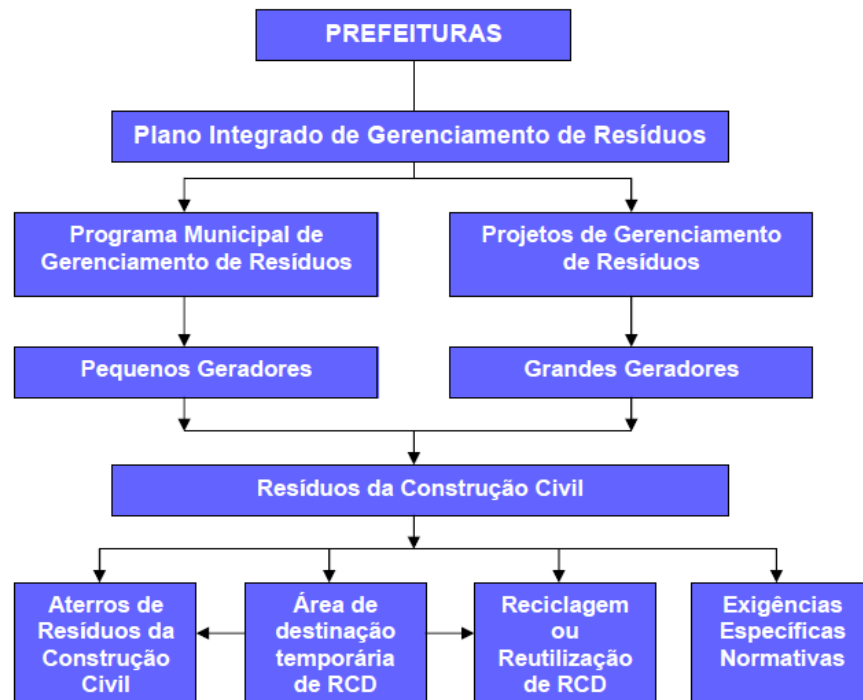 PREFEITURAS
Plano Integrado de Gerenciamento de Resíduos
Programa Municipal de
Gerenciamento de Resíduos
Projetos de Gerenciamento
de Resíduos
Pequenos Geradores
Grandes Geradores
Resíduos da Construção Civil
Aterros de
Resíduos da
Construção
Civil
Área de
destinação
temporária
de RCD
Reciclagem
ou
Reutilização
de RCD
Exigências
Específicas
Normativas